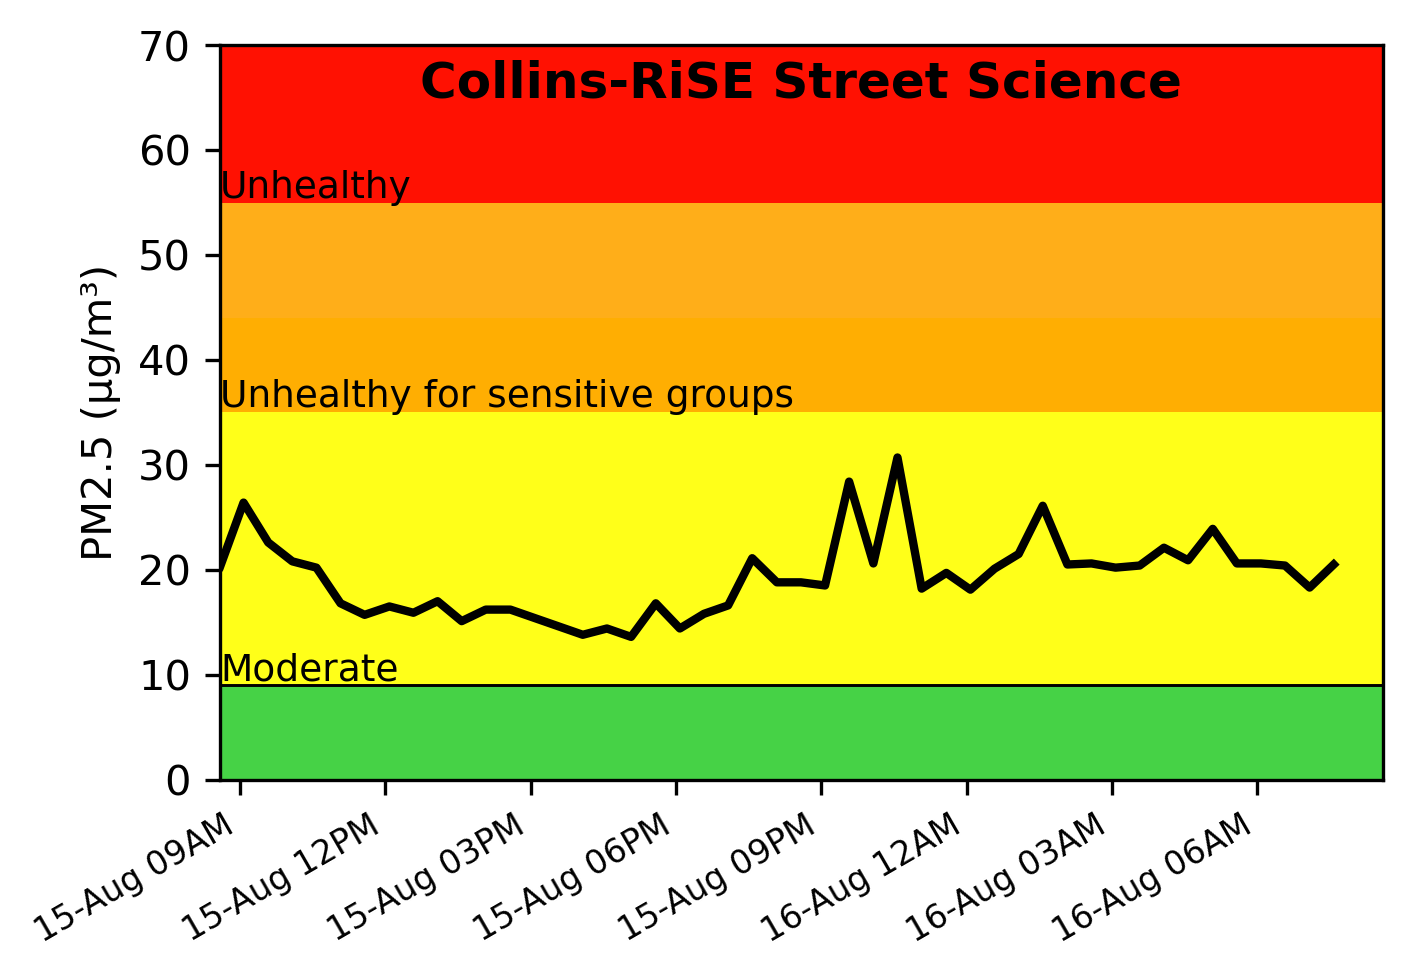 Collins-RiSE Street Science
70
60
50
40
30
20
10
0
PM2.5 (μg/m³)
Unhealthy
Unhealthy for sensitive groups
Moderate
15-Aug 09AM
15-Aug 12PM
15-Aug 03PM
15-Aug 06PM
15-Aug 09PM
16-Aug 12AM
16-Aug 03AM
16-Aug 06AM